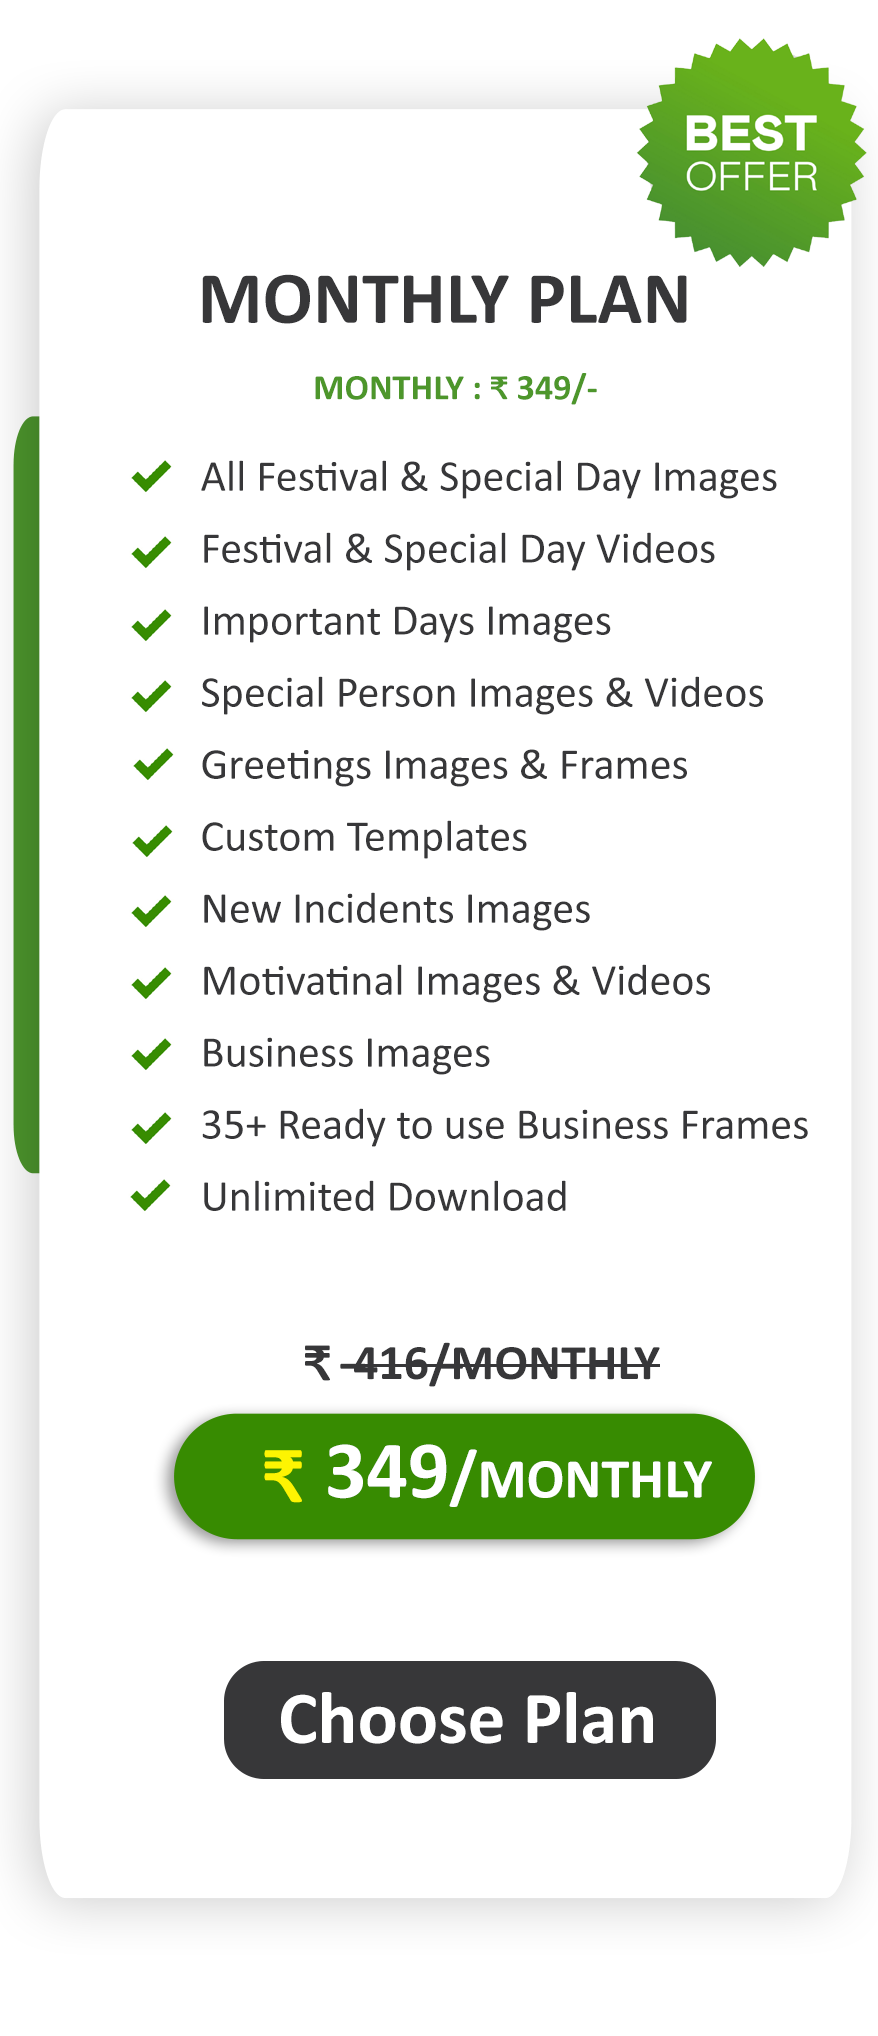 BEST
OFFER
MONTHLY PLAN
MONTHLY : ₹ 349/-
All Festival & Special Day Images
Festival & Special Day Videos
Important Days Images
Special Person Images & Videos
Greetings Images & Frames
Custom Templates
New Incidents Images
Motivatinal Images & Videos
Business Images
35+ Ready to use Business Frames
Unlimited Download
₹ 416/MONTHLY
₹ 349/MONTHLY
Choose Plan